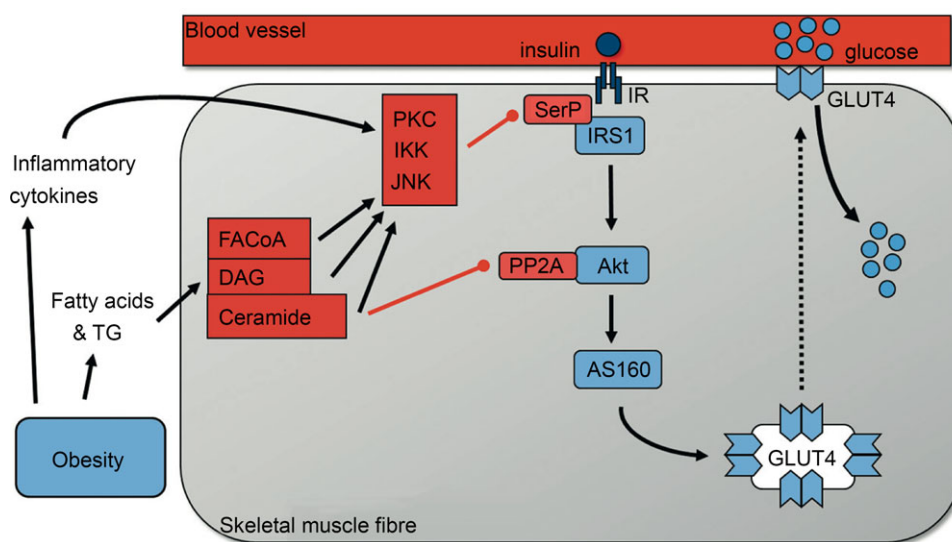 Blood vessel
insulin
glucose
IR
GLUT4
SerP
IRS1
PKC
IKK
JNK
Inflammatory
cytokines
FACoA
DAG
Ceramide
PP2A
Akt
Fatty acids
& TG
AS160
Obesity
GLUT4
Skeletal muscle fibre